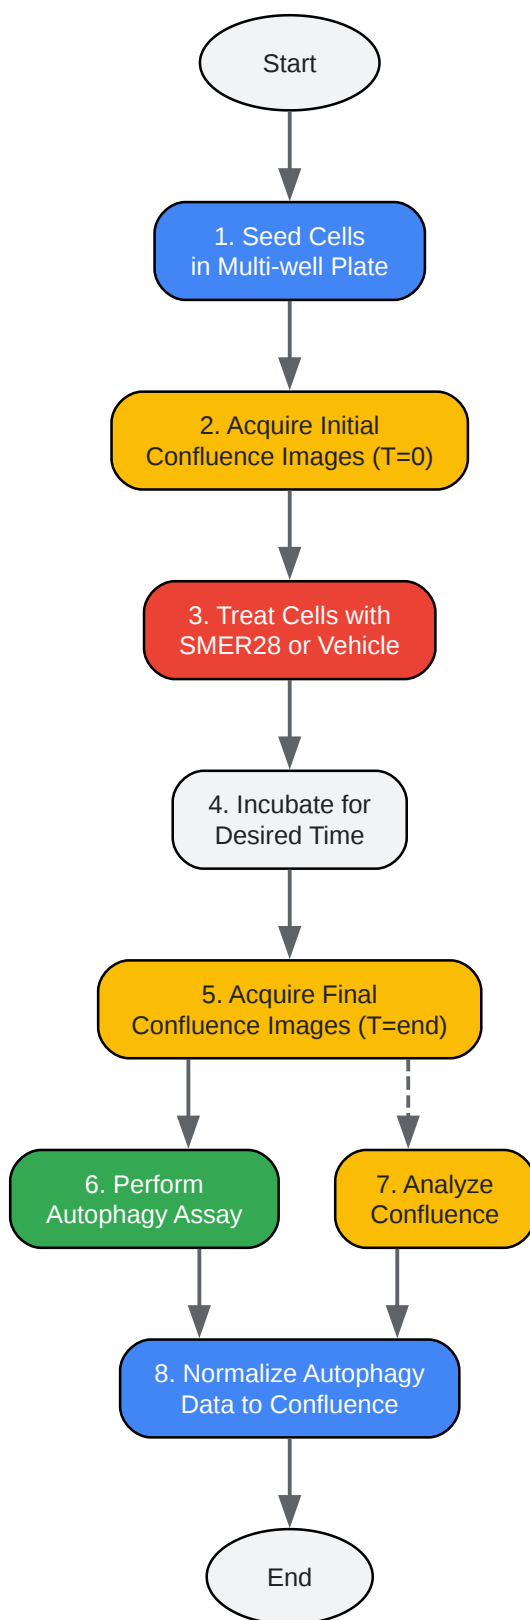 Start
1. Seed Cells
in Multi-well Plate
2. Acquire Initial
Confluence Images (T=0)
3. Treat Cells with
SMER28 or Vehicle
4. Incubate for
Desired Time
5. Acquire Final
Confluence Images (T=end)
6. Perform
Autophagy Assay
7. Analyze
Confluence
8. Normalize Autophagy
Data to Confluence
End